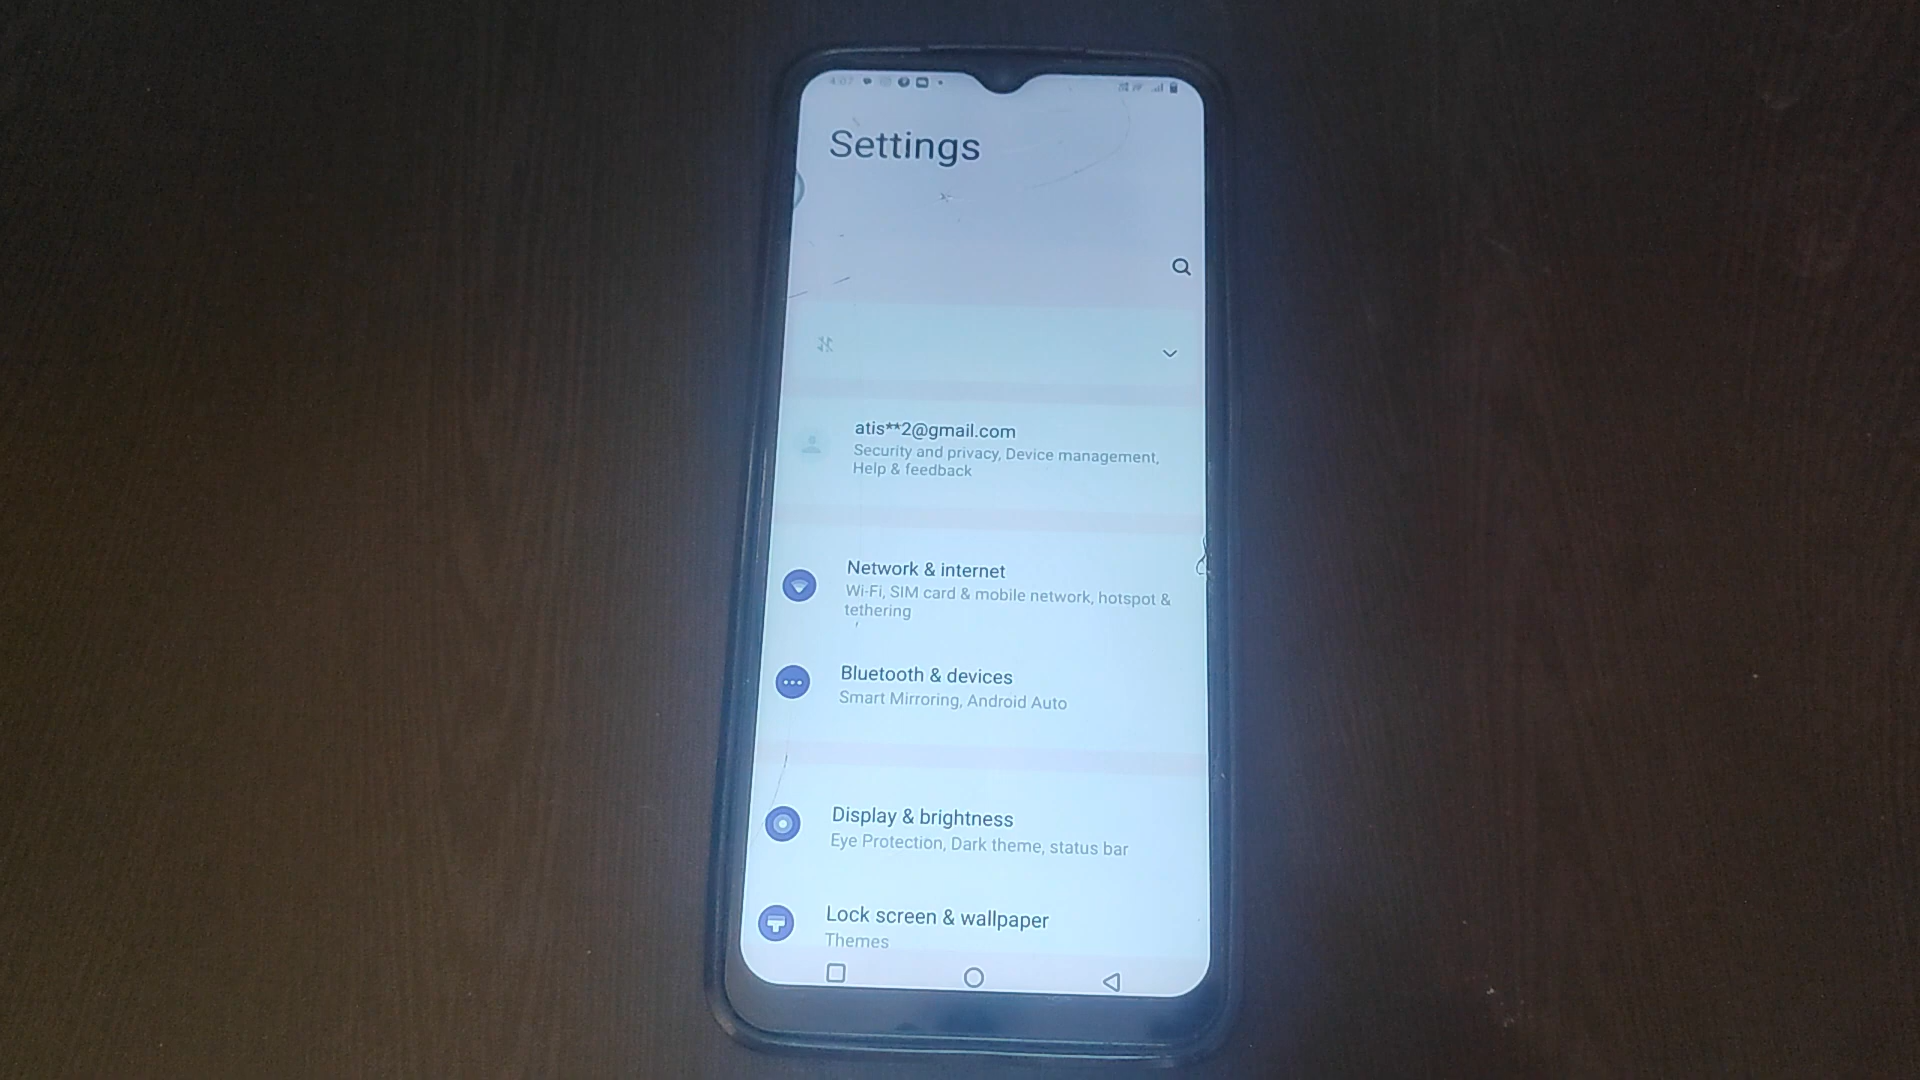 4:07
Settings
atis**2@gmail.com
Security and privacy, Device management,
Help & feedback
Network & internet
Wi-Fi, SIM card & mobile network, hotspot &
tethering
Bluetooth & devices
Smart Mirroring, Android Auto
Display & brightness
Eye Protection, Dark theme, status bar
Lock screen & wallpaper
Themes